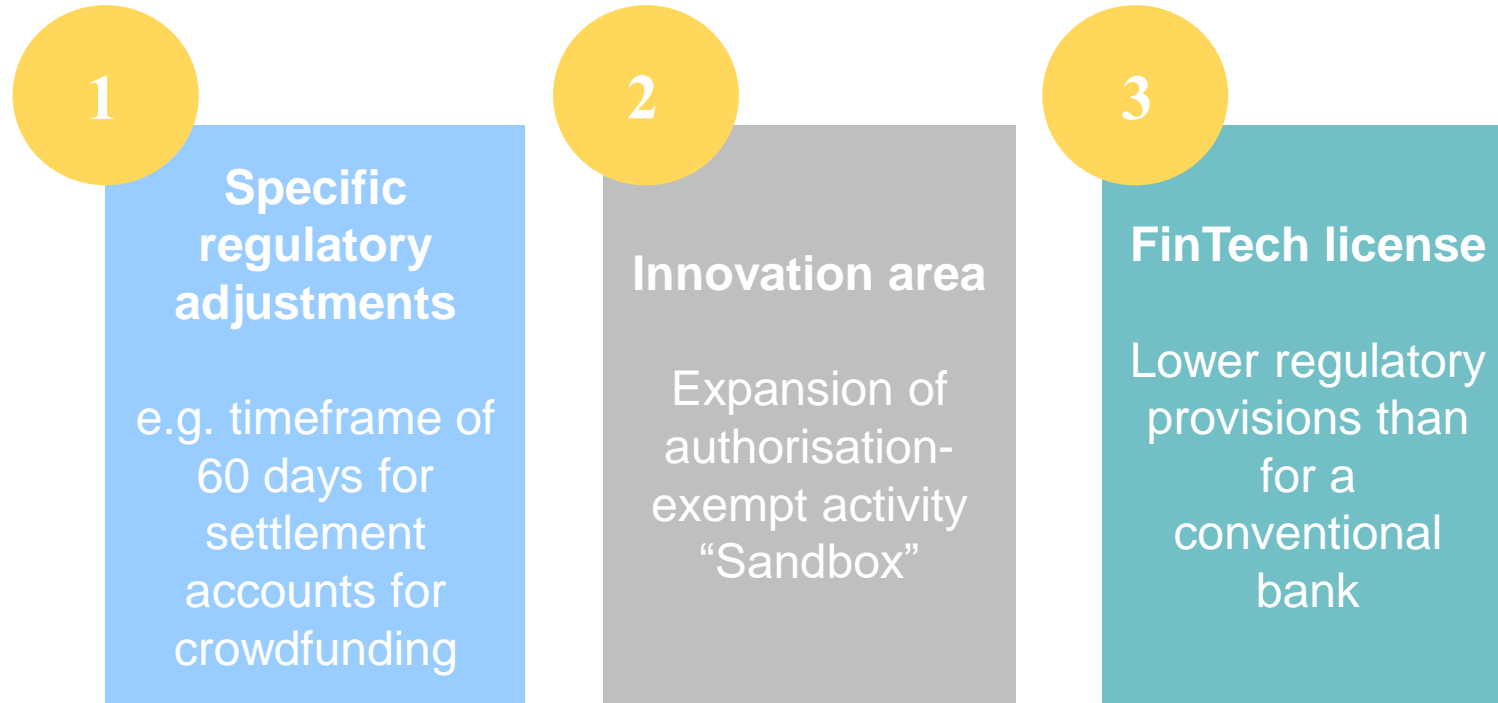 1
Specific
regulatory
adjustments
e.g. timeframe of
60 days for
settlement
accounts for
crowdfunding
2
Innovation area
Expansion of
authorisation-
exempt activity
“Sandbox”
3
FinTech license
Lower regulatory
provisions than
for a
conventional
bank